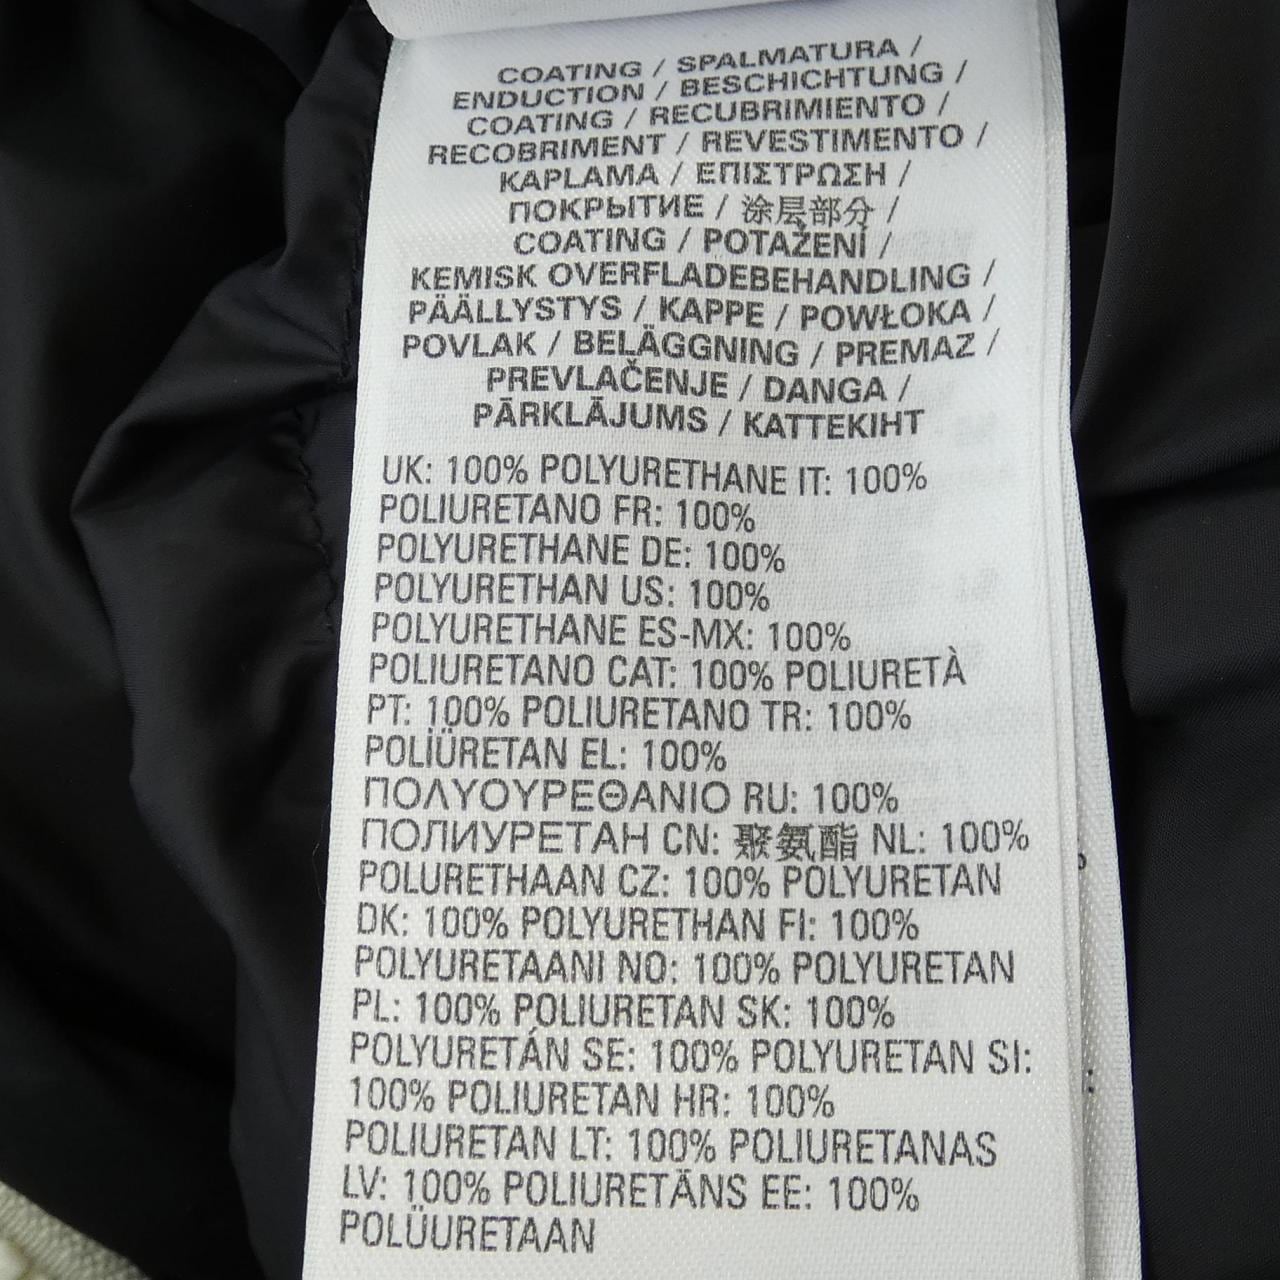 COATING / SPALMATURA /
ENDUCTION / BESCHICHTUNG /
COATING / RECUBRIMIENTO /
RECOBRIMENT / REVESTIMENTO /
KAPLAMA / ΕΠΙΣΤΡΩΣΗ /
ПОКРЫТИЕ / 涂层部分 /
COATING / POTAŽENÍ /
KEMISK OVERFLADEBEHANDLING /
PÄÄLLYSTYS / KAPPE / POWŁOKA /
POVLAK / BELÄGGNING / PREMAZ /
PREVLAČENJE / DANGA /
PĀRKLĀJUMS / KATTEKIHT
UK: 100% POLYURETHANE IT: 100%
POLIURETANO FR: 100%
POLYURETHANE DE: 100%
POLYURETHAN US: 100%
POLYURETHANE ES-MX: 100%
POLIURETANO CAT: 100% POLIURETÀ
PT: 100% POLIURETANO TR: 100%
POLİÜRETAN EL: 100%
ΠΟΛΥΟΥΡΕΘΑΝΙΟ RU: 100%
ПОЛИУРЕТАН CN: 聚氨酯 NL: 100%
POLURETHAAN CZ: 100% POLYURETAN
DK: 100% POLYURETHAN FI: 100%
POLYURETAANI NO: 100% POLYURETAN
PL: 100% POLIURETAN SK: 100%
POLYURETÁN SE: 100% POLYURETAN SI:
100% POLIURETAN HR: 100%
POLIURETAN LT: 100% POLIURETANAS
LV: 100% POLIURETĀNS EE: 100%
POLÜURETAAN